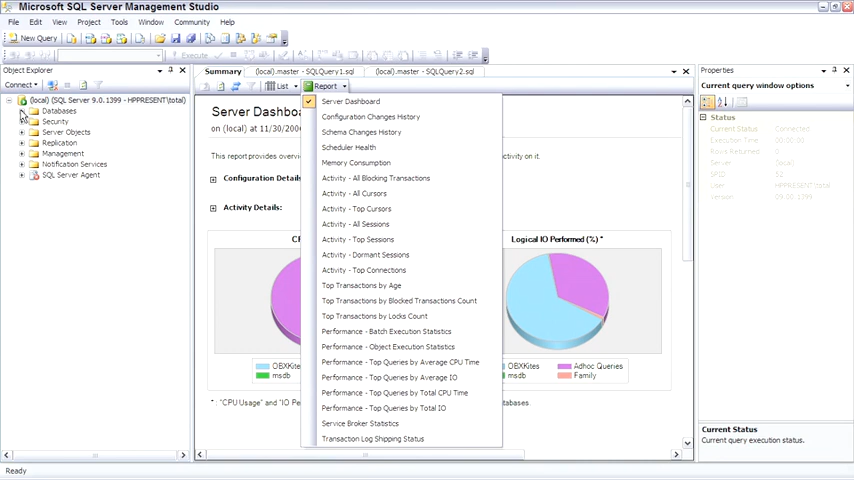 Microsoft SQL Server Management Studio
File Edit View Project Tools Window Community Help
New Query
Execute
Object Explorer
Connect
(local) (SQL Server 9.0.1399 - HPPRESENT\total)
Databases
Security
Server Objects
Replication
Management
Notification Services
SQL Server Agent
Summary (local).master - SQLQuery1.sql (local).master - SQLQuery2.sql
List Report
Server Dashboa
on (local) at 11/30/200
This report provides overvie
activity on it.
Configuration Details
Activity Details:
CP
Logical IO Performed (%) *
OBXKites
msdb
OBXKites Adhoc Queries
msdb Family
* : "CPU Usage" and "IO Pe
databases.
Server Dashboard
Configuration Changes History
Schema Changes History
Scheduler Health
Memory Consumption
Activity - All Blocking Transactions
Activity - All Cursors
Activity - Top Cursors
Activity - All Sessions
Activity - Top Sessions
Activity - Dormant Sessions
Activity - Top Connections
Top Transactions by Age
Top Transactions by Blocked Transactions Count
Top Transactions by Locks Count
Performance - Batch Execution Statistics
Performance - Object Execution Statistics
Performance - Top Queries by Average CPU Time
Performance - Top Queries by Average IO
Performance - Top Queries by Total CPU Time
Performance - Top Queries by Total IO
Service Broker Statistics
Transaction Log Shipping Status
Properties
Current query window options
Status
Current Status Connected
Execution Time 00:00:00
Rows Returned 0
Server (local)
SPID 52
User HPPRESENT\total
Version 09.00.1399
Current Status
Current query execution status.
Ready